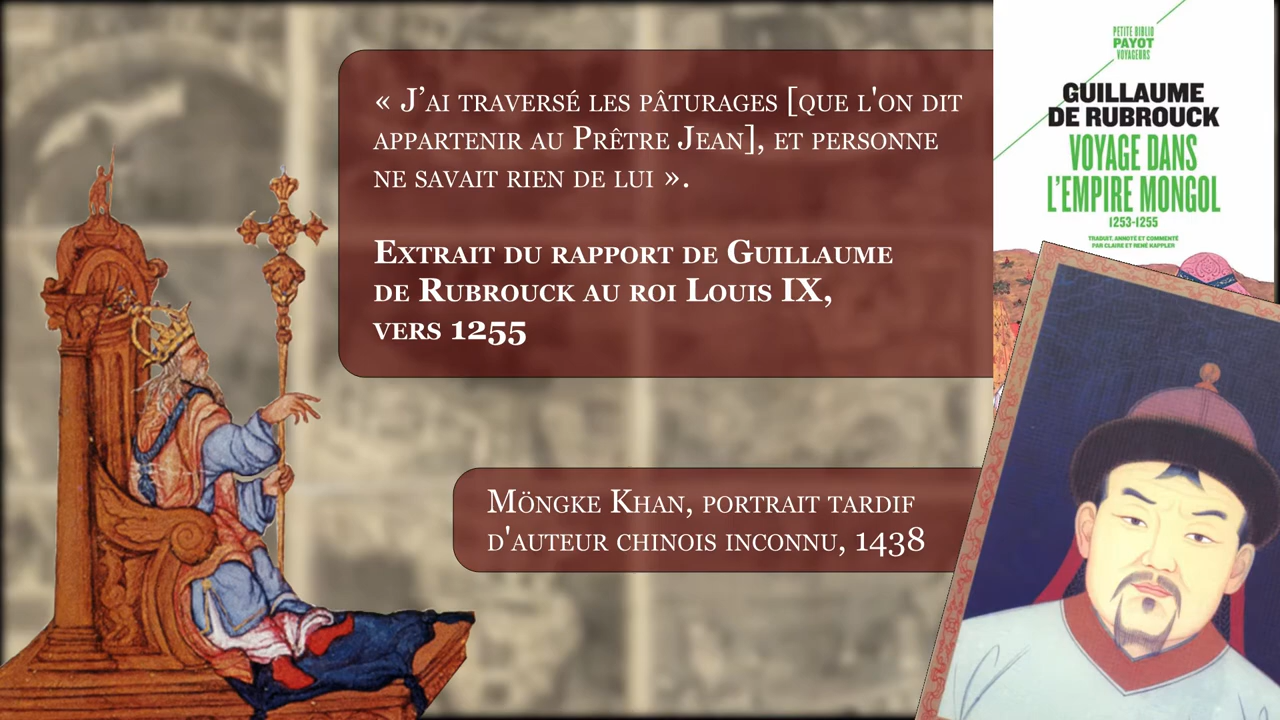 « J'ai traversé les pâturages [que l'on dit
appartenir au Prêtre Jean], et personne
ne savait rien de lui ».
Extrait du rapport de Guillaume
de Rubrouck au roi Louis IX,
vers 1255
Möngke Khan, portrait tardif
d'auteur chinois inconnu, 1438
PETITE BIBLIO
PAYOT
VOYAGEURS
GUILLAUME
DE RUBROUCK
VOYAGE DANS
L'EMPIRE MONGOL
1253-1255
TRADUIT, ANNOTÉ ET COMMENTÉ
PAR CLAIRE ET RENÉ KAPPLER